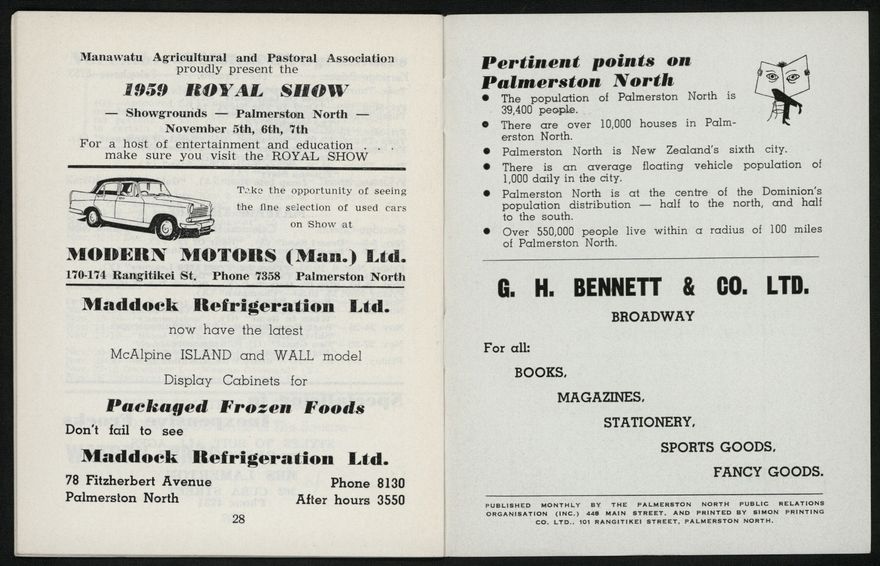 Manawatu Agricultural and Pastoral Association
proudly present the
1959 ROYAL SHOW
— Showgrounds — Palmerston North —
November 5th, 6th, 7th
For a host of entertainment and education . . .
make sure you visit the ROYAL SHOW
Take the opportunity of seeing
the fine selection of used cars
on Show at
MODERN MOTORS (Man.) Ltd.
170-174 Rangitikei St. Phone 7358 Palmerston North
Maddock Refrigeration Ltd.
now have the latest
McAlpine ISLAND and WALL model
Display Cabinets for
Packaged Frozen Foods
Don't fail to see
Maddock Refrigeration Ltd.
78 Fitzherbert Avenue Phone 8130
Palmerston North After hours 3550
28
Pertinent points on
Palmerston North
● The population of Palmerston North is
39,400 people.
● There are over 10,000 houses in Palm-
erston North.
● Palmerston North is New Zealand's sixth city.
● There is an average floating vehicle population of
1,000 daily in the city.
● Palmerston North is at the centre of the Dominion's
population distribution — half to the north, and half
to the south.
● Over 550,000 people live within a radius of 100 miles
of Palmerston North.
G. H. BENNETT & CO. LTD.
BROADWAY
For all:
BOOKS,
MAGAZINES,
STATIONERY,
SPORTS GOODS,
FANCY GOODS.
PUBLISHED MONTHLY BY THE PALMERSTON NORTH PUBLIC RELATIONS
ORGANISATION (INC.) 448 MAIN STREET, AND PRINTED BY SIMON PRINTING
CO. LTD., 101 RANGITIKEI STREET, PALMERSTON NORTH.